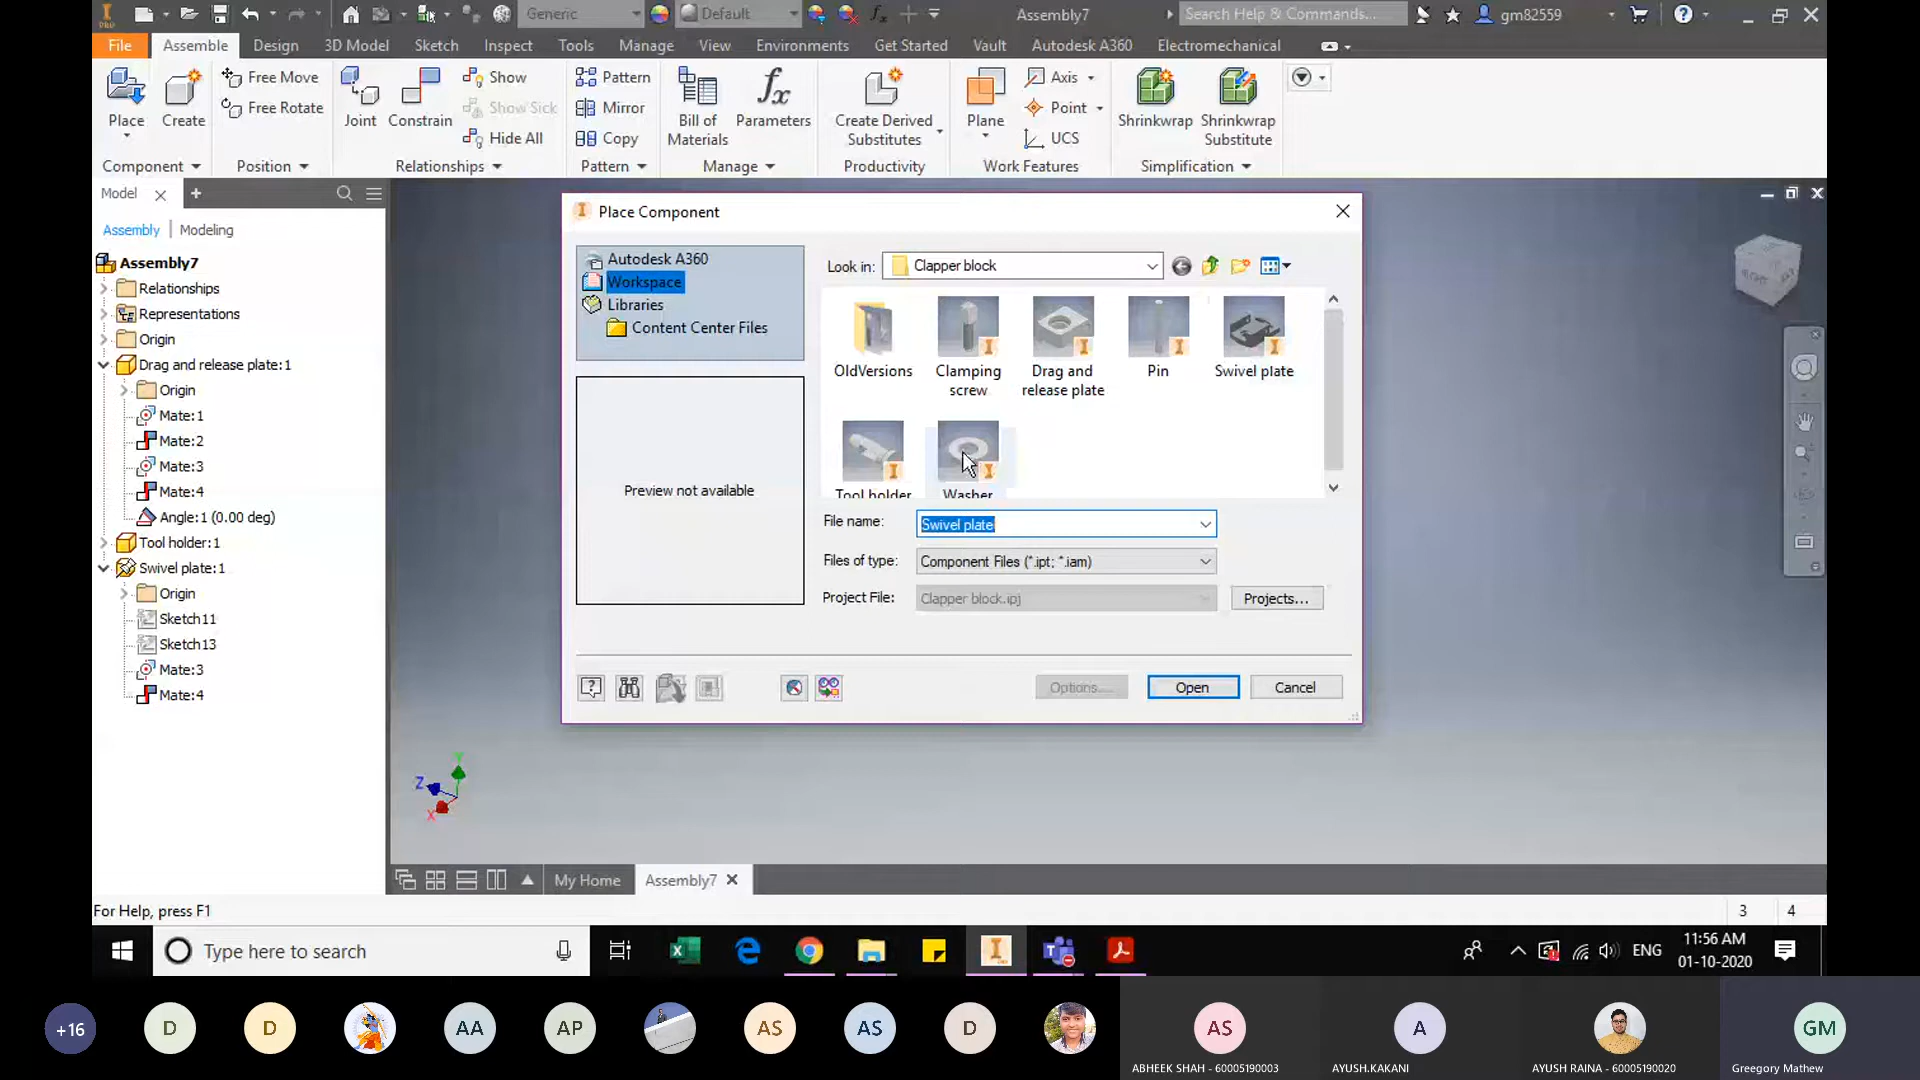 Generic
Default
Assembly7
Search Help & Commands...
gm82559
File
Assemble
Design
3D Model
Sketch
Inspect
Tools
Manage
View
Environments
Get Started
Vault
Autodesk A360
Electromechanical
Place
Create
Free Move
Free Rotate
Joint
Constrain
Show
Show Sick
Hide All
Pattern
Mirror
Copy
Bill of
Materials
Parameters
Create Derived
Substitutes
Plane
Axis
Point
UCS
Shrinkwrap
Shrinkwrap
Substitute
Component
Position
Relationships
Pattern
Manage
Productivity
Work Features
Simplification
Model
Assembly
Modeling
Assembly7
Relationships
Representations
Origin
Drag and release plate:1
Origin
Mate:1
Mate:2
Mate:3
Mate:4
Angle:1 (0.00 deg)
Tool holder:1
Swivel plate:1
Origin
Sketch11
Sketch13
Mate:3
Mate:4
Place Component
Autodesk A360
Workspace
Libraries
Content Center Files
Preview not available
Look in:
Clapper block
OldVersions
Clamping
screw
Drag and
release plate
Pin
Swivel plate
Tool holder
Washer
File name:
Swivel plate
Files of type:
Component Files (*.ipt; *.iam)
Project File:
Clapper block.ipj
Projects...
Options...
Open
Cancel
Z
Y
X
My Home
Assembly7
For Help, press F1
3
4
Type here to search
ENG
11:56 AM
01-10-2020
+16
D
D
AA
AP
AS
AS
D
AS
A
GM
ABHEEK SHAH - 60005190003
AYUSH.KAKANI
AYUSH RAINA - 60005190020
Greegory Mathew